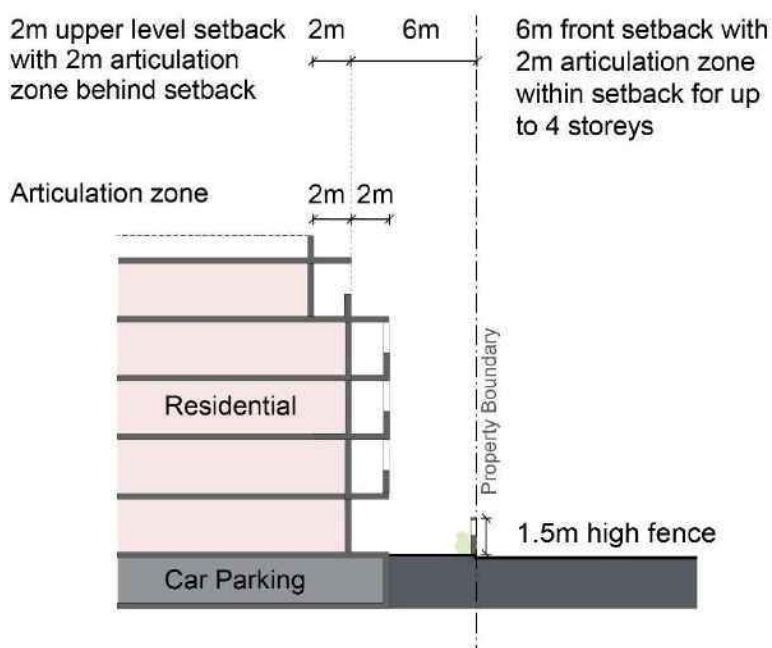 2m upper level setback
with 2m articulation
zone behind setback
2m
6m
6m front setback with
2m articulation zone
within setback for up
to 4 storeys
Articulation zone
2m
2m
Residential
Property Boundary
1.5m high fence
Car Parking